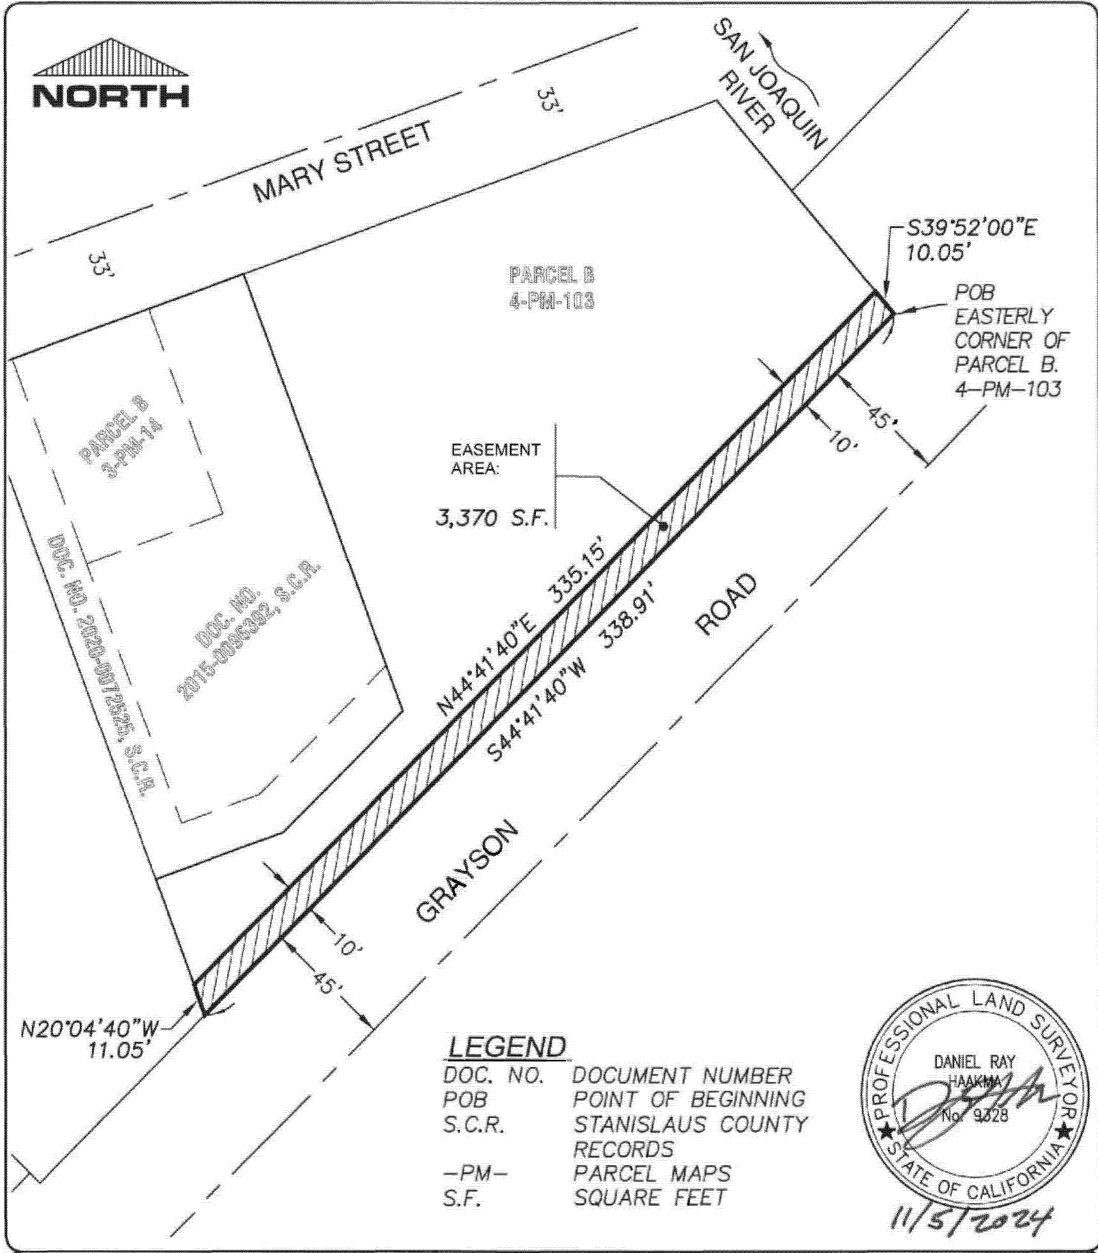 NORTH
SAN JOAQUIN
RIVER
33'
MARY STREET
33'
S39°52'00"E
10.05'
PARCEL B
4-PM-103
POB
EASTERLY
CORNER OF
PARCEL B.
4-PM-103
PARCEL B
3-PM-14
45'
10'
EASEMENT
AREA:
3,370 S.F.
DOC. NO. 2020-0072525, S.C.R.
DOC. NO.
2015-0096392, S.C.R.
N44°41'40"E 335.15'
S44°41'40"W 338.91'
GRAYSON ROAD
10'
45'
N20°04'40"W
11.05'
LEGEND
DOC. NO. DOCUMENT NUMBER
POB POINT OF BEGINNING
S.C.R. STANISLAUS COUNTY
RECORDS
-PM- PARCEL MAPS
S.F. SQUARE FEET
PROFESSIONAL LAND SURVEYOR
DANIEL RAY
HAAKMA
No. 9328
STATE OF CALIFORNIA
11/5/2024